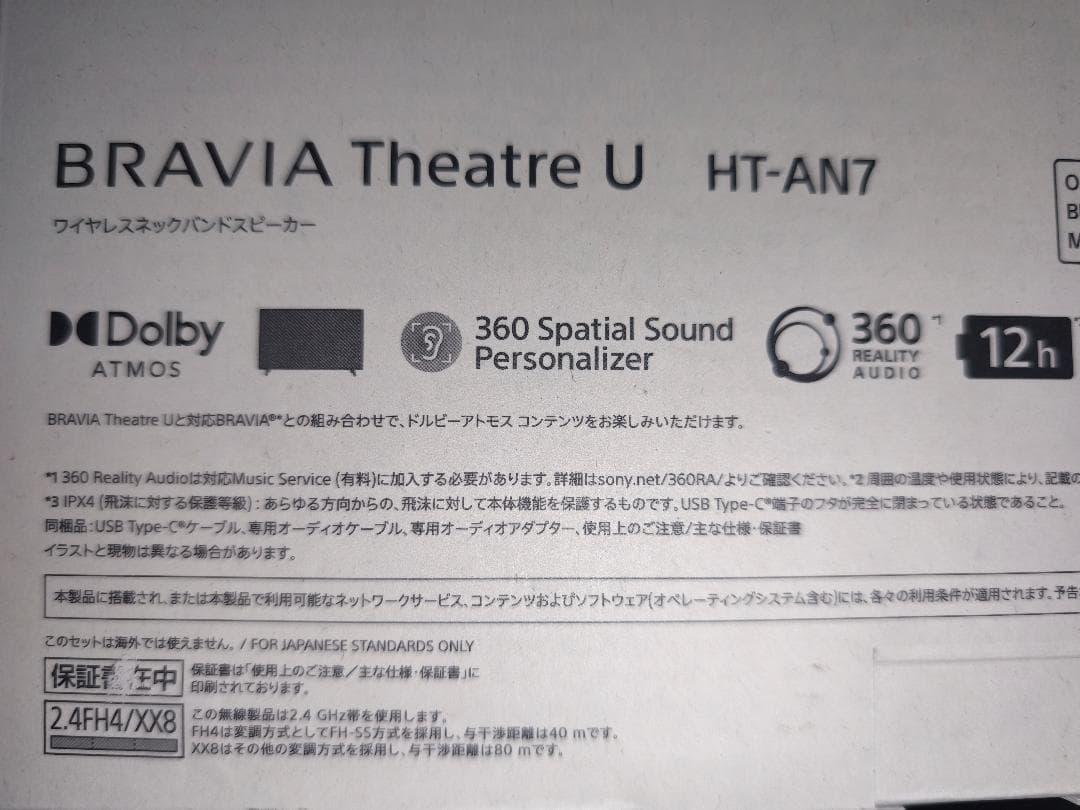 BRAVIA Theatre U HT-AN7
ワイヤレスネックバンドスピーカー
Dolby
ATMOS
360 Spatial Sound
Personalizer
360
REALITY
AUDIO
12h
BRAVIA Theatre Uと対応BRAVIA®*との組み合わせで、ドルビーアトモス コンテンツをお楽しみいただけます。
*1 360 Reality Audioは対応Music Service (有料)に加入する必要があります。詳細はsony.net/360RA/よりご確認ください。*2 周囲の温度や使用状態により、記載の
*3 IPX4 (飛沫に対する保護等級) : あらゆる方向からの、飛沫に対して本体機能を保護するものです。USB Type-C®端子のフタが完全に閉まっている状態であること。
同梱品:USB Type-C®ケーブル、専用オーディオケーブル、専用オーディオアダプター、使用上のご注意/主な仕様・保証書
イラストと現物は異なる場合があります。
本製品に搭載され、または本製品で利用可能なネットワークサービス、コンテンツおよびソフトウェア(オペレーティングシステム含む)には、各々の利用条件が適用されます。予告
このセットは海外では使えません。/ FOR JAPANESE STANDARDS ONLY
保証書在中 保証書は「使用上のご注意/主な仕様・保証書」に
印刷されております。
2.4FH4/XX8
この無線製品は2.4 GHz帯を使用します。
FH4は変調方式としてFH-SS方式を採用し、与干渉距離は40 mです。
XX8はその他の変調方式を採用し、与干渉距離は80 mです。